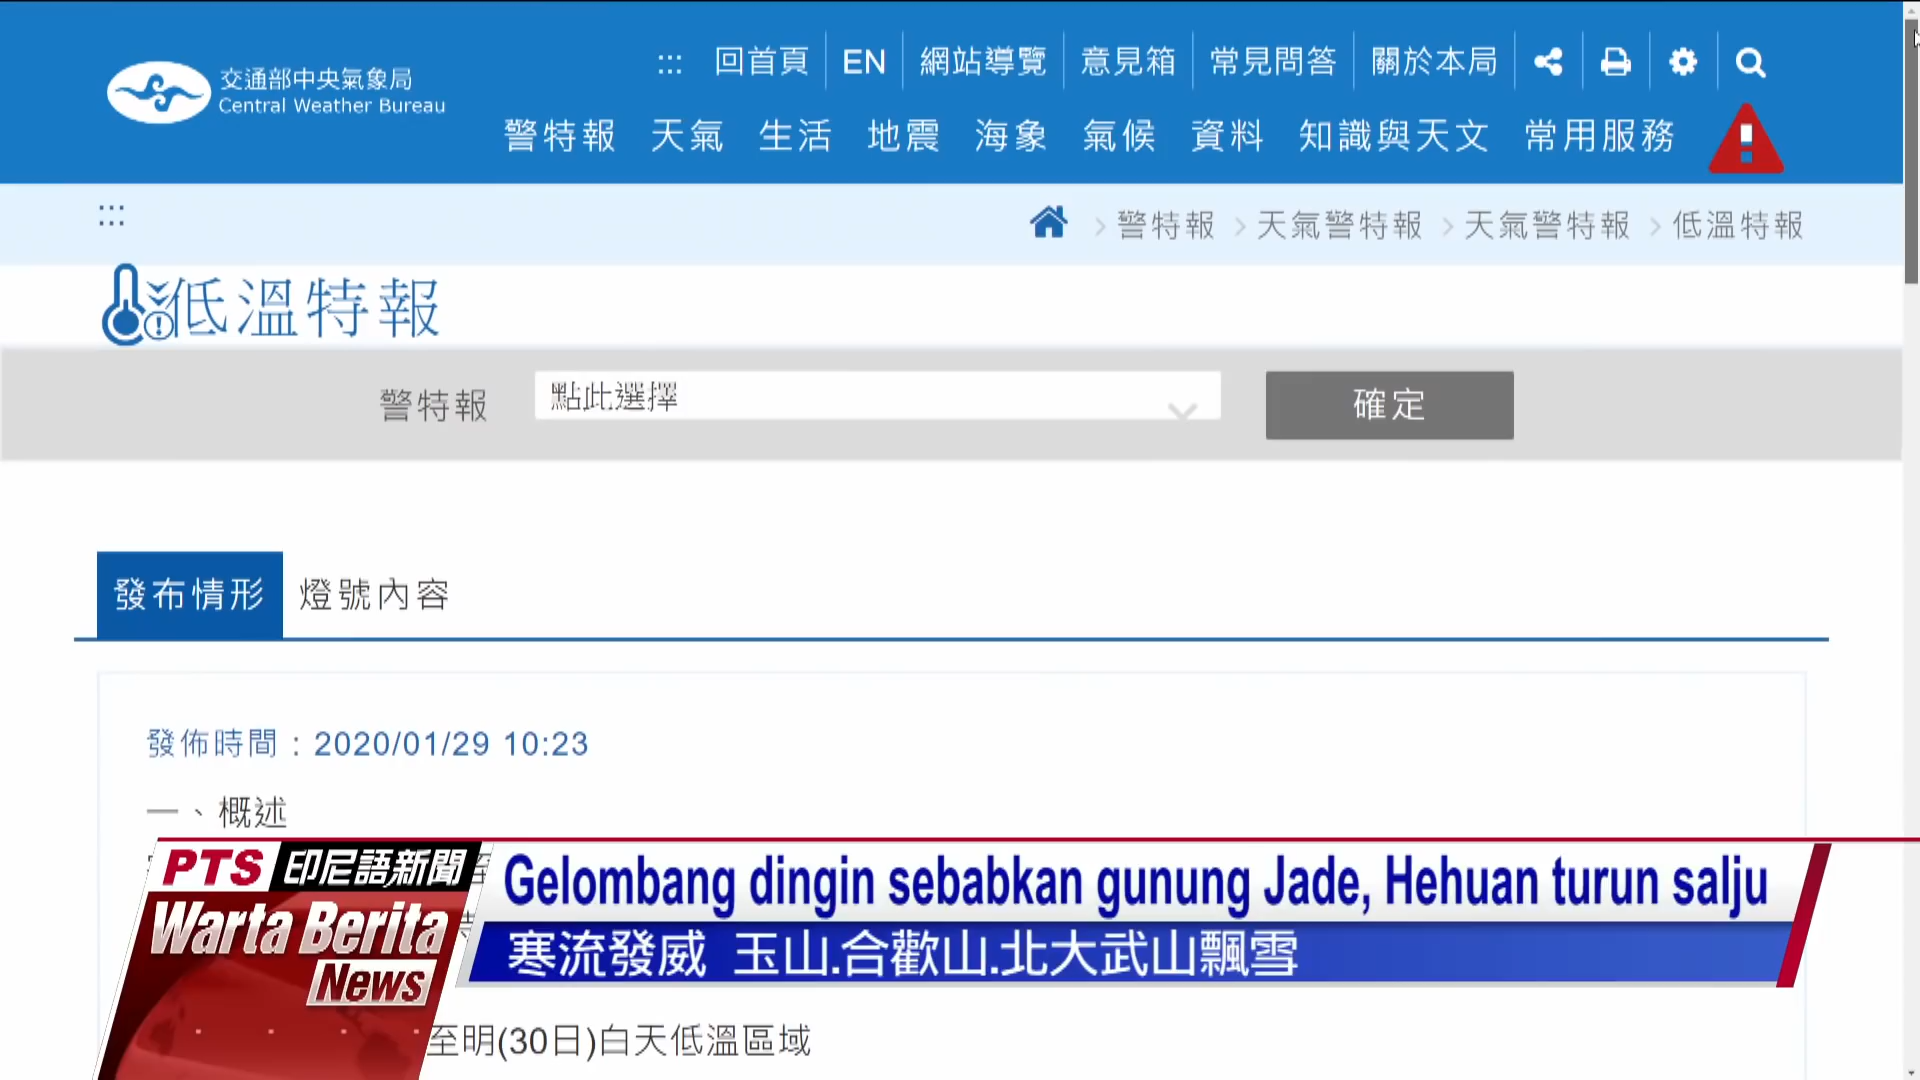 交通部中央氣象局
Central Weather Bureau
::: 回首頁 EN 網站導覽 意見箱 常見問答 關於本局
警特報 天氣 生活 地震 海象 氣候 資料 知識與天文 常用服務
:::
警特報 > 天氣警特報 > 天氣警特報 > 低溫特報
低溫特報
警特報 點此選擇 確定
發布情形 燈號內容
發佈時間：2020/01/29 10:23
一、概述
PTS 印尼語新聞
Warta Berita
News
Gelombang dingin sebabkan gunung Jade, Hehuan turun salju
寒流發威 玉山.合歡山.北大武山飄雪
至明(30日)白天低溫區域